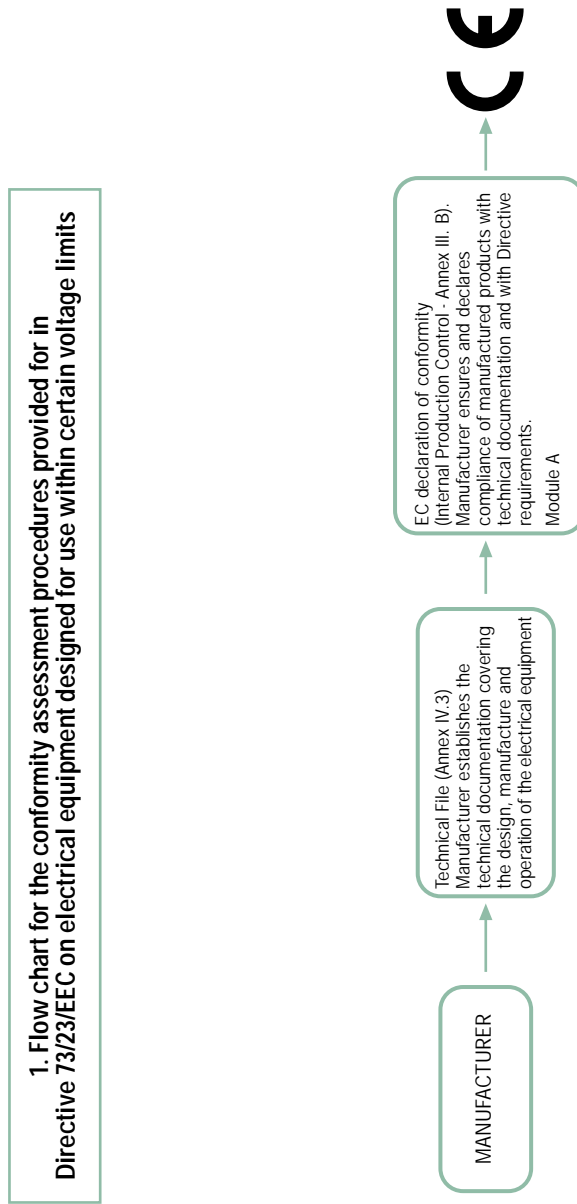 1. Flow chart for the conformity assessment procedures provided for in
Directive 73/23/EEC on electrical equipment designed for use within certain voltage limits
MANUFACTURER
Technical File (Annex IV.3)
Manufacturer establishes the
technical documentation covering
the design, manufacture and
operation of the electrical equipment
EC declaration of conformity
(Internal Production Control - Annex III. B).
Manufacturer ensures and declares
compliance of manufactured products with
technical documentation and with Directive
requirements.
Module A
CE